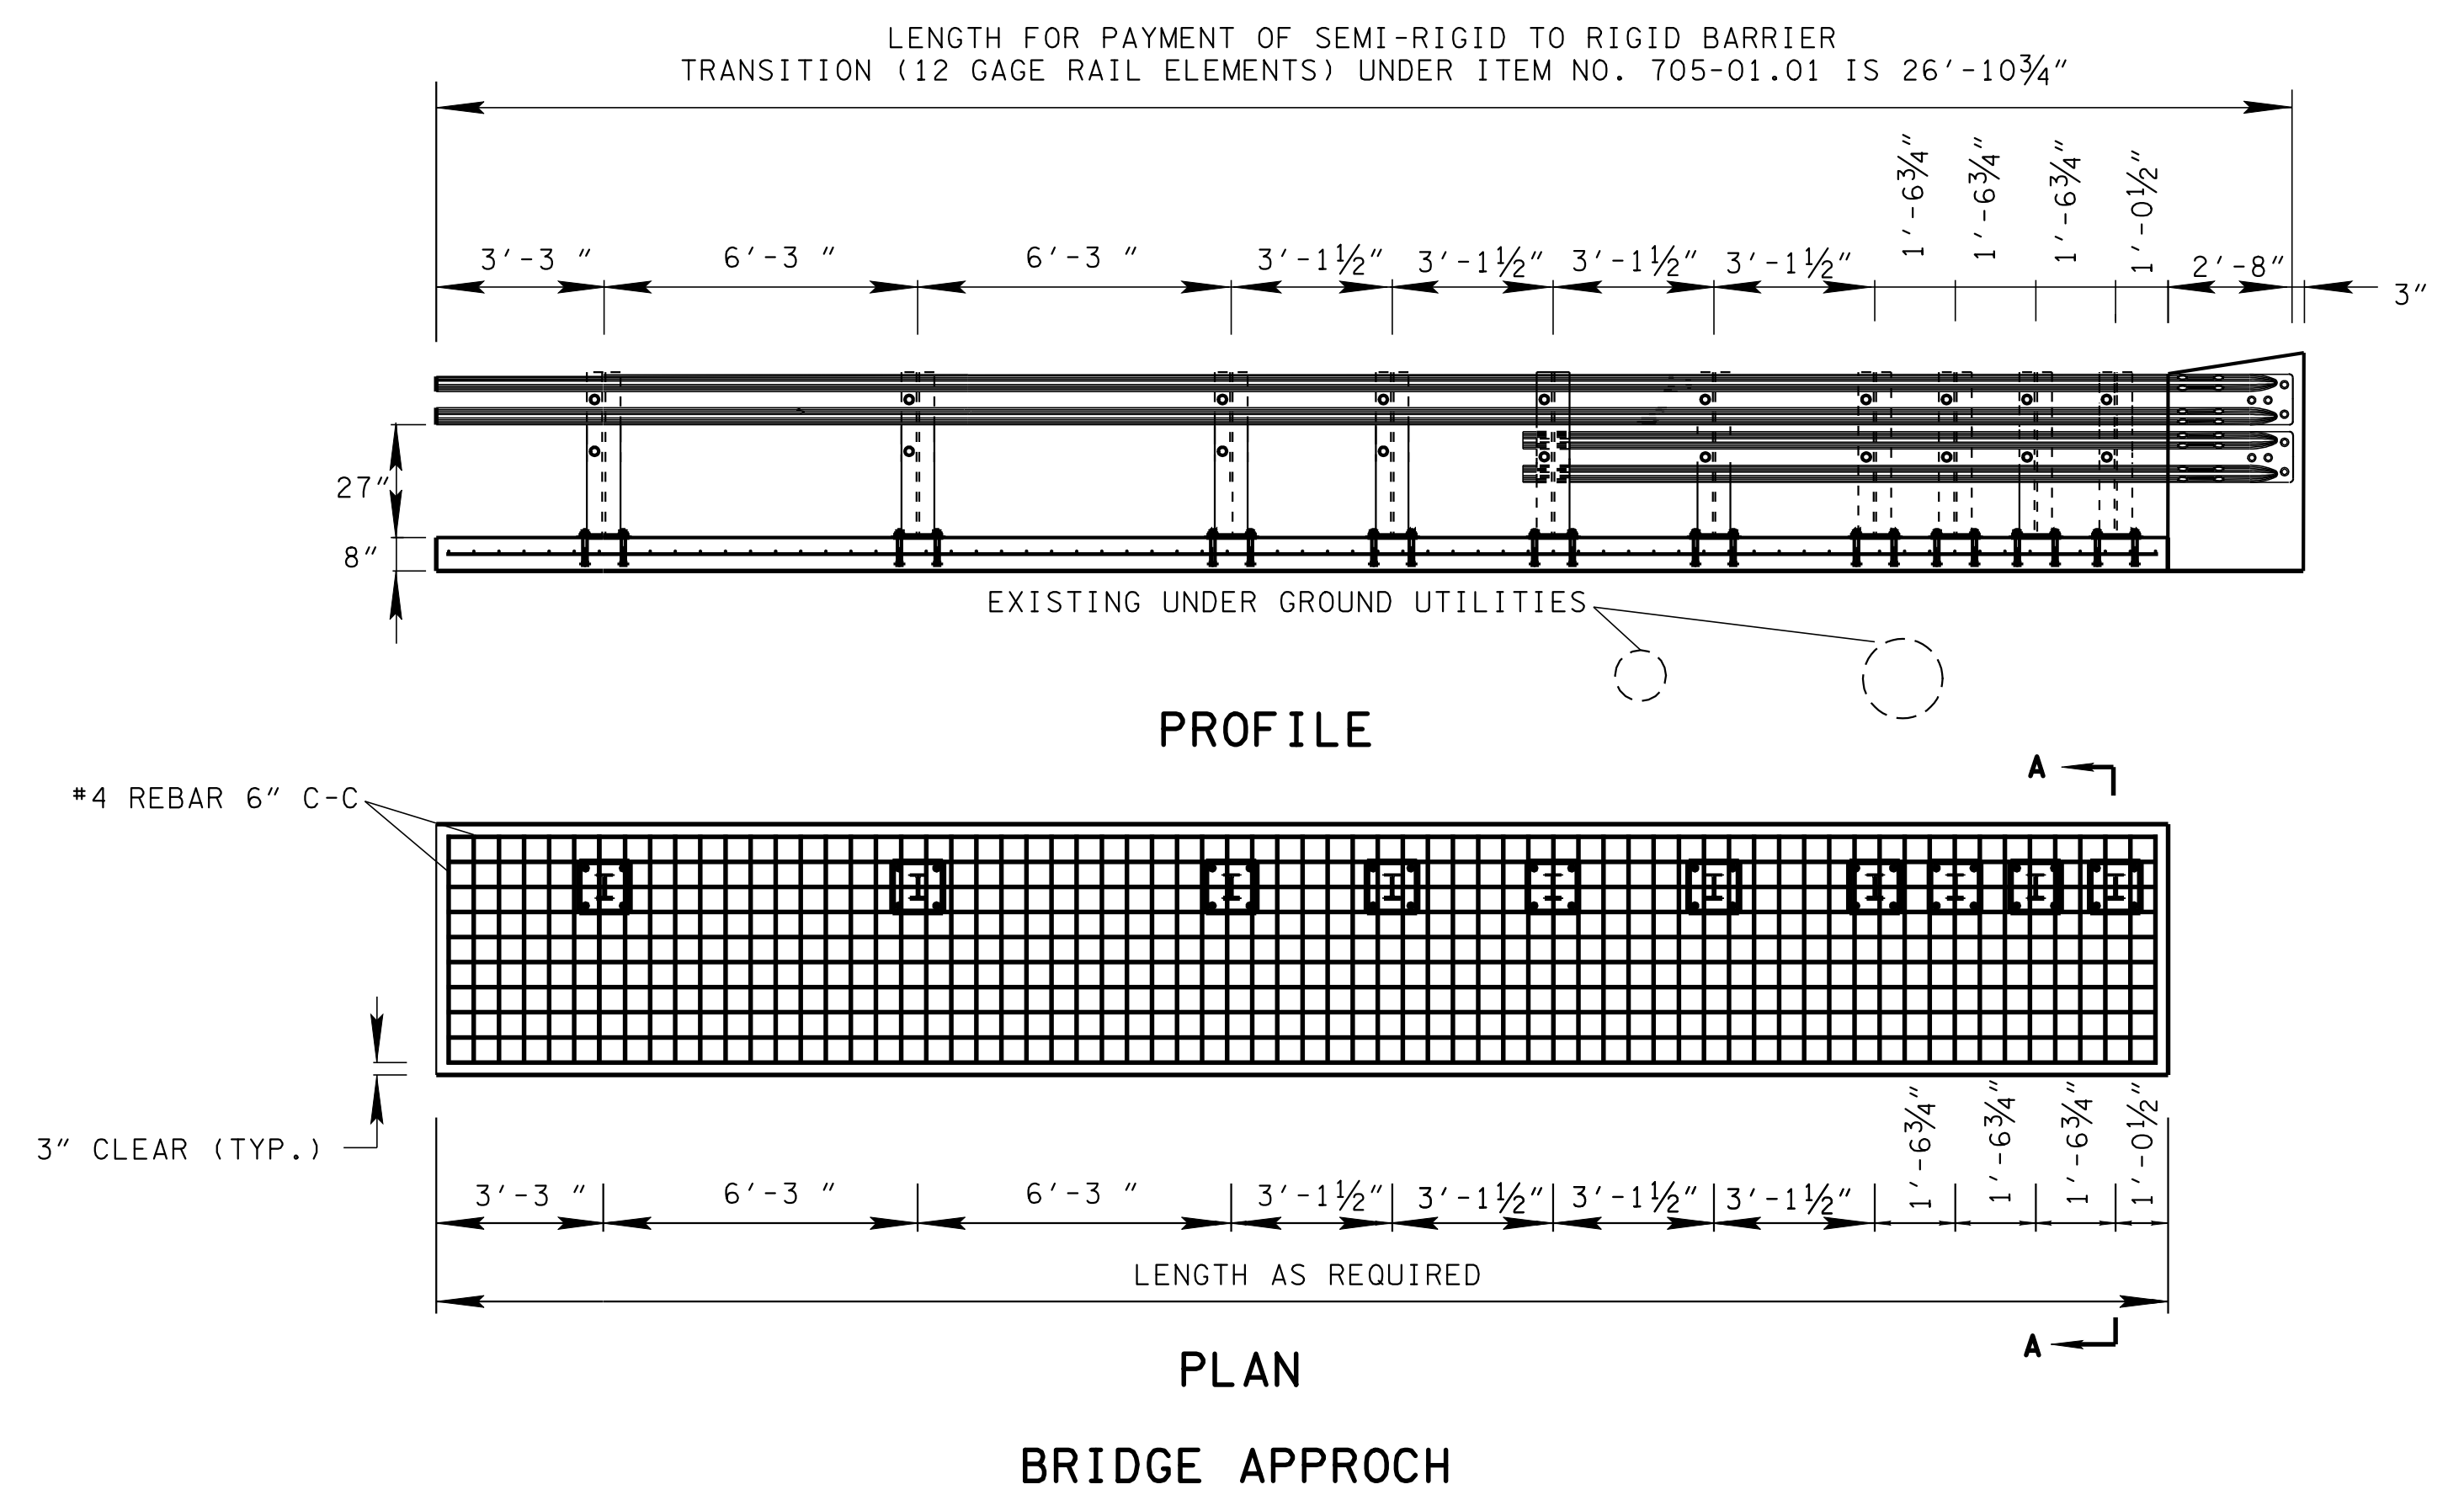 LENGTH FOR PAYMENT OF SEMI-RIGID TO RIGID BARRIER
TRANSITION (12 GAGE RAIL ELEMENTS) UNDER ITEM NO. 705-01.01 IS 26'-10¾"
1'-6¾"
1'-6¾"
1'-6¾"
1'-0½"
3'-3 "
6'-3 "
6'-3 "
3'-1½"
3'-1½"
3'-1½"
3'-1½"
2'-8"
3"
27"
8"
EXISTING UNDER GROUND UTILITIES
PROFILE
A
#4 REBAR 6" C-C
3" CLEAR (TYP.)
1'-6¾"
1'-6¾"
1'-6¾"
1'-0½"
3'-3 "
6'-3 "
6'-3 "
3'-1½"
3'-1½"
3'-1½"
3'-1½"
LENGTH AS REQUIRED
A
PLAN
BRIDGE APPROCH